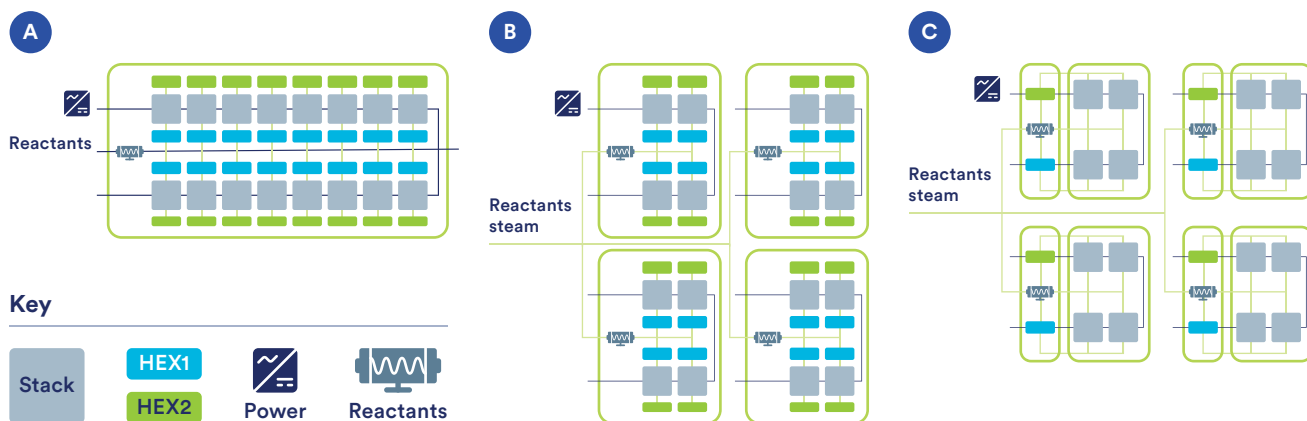 A
Reactants
B
Reactants
steam
C
Reactants
steam
Key
Stack
HEX1
HEX2
Power
Reactants